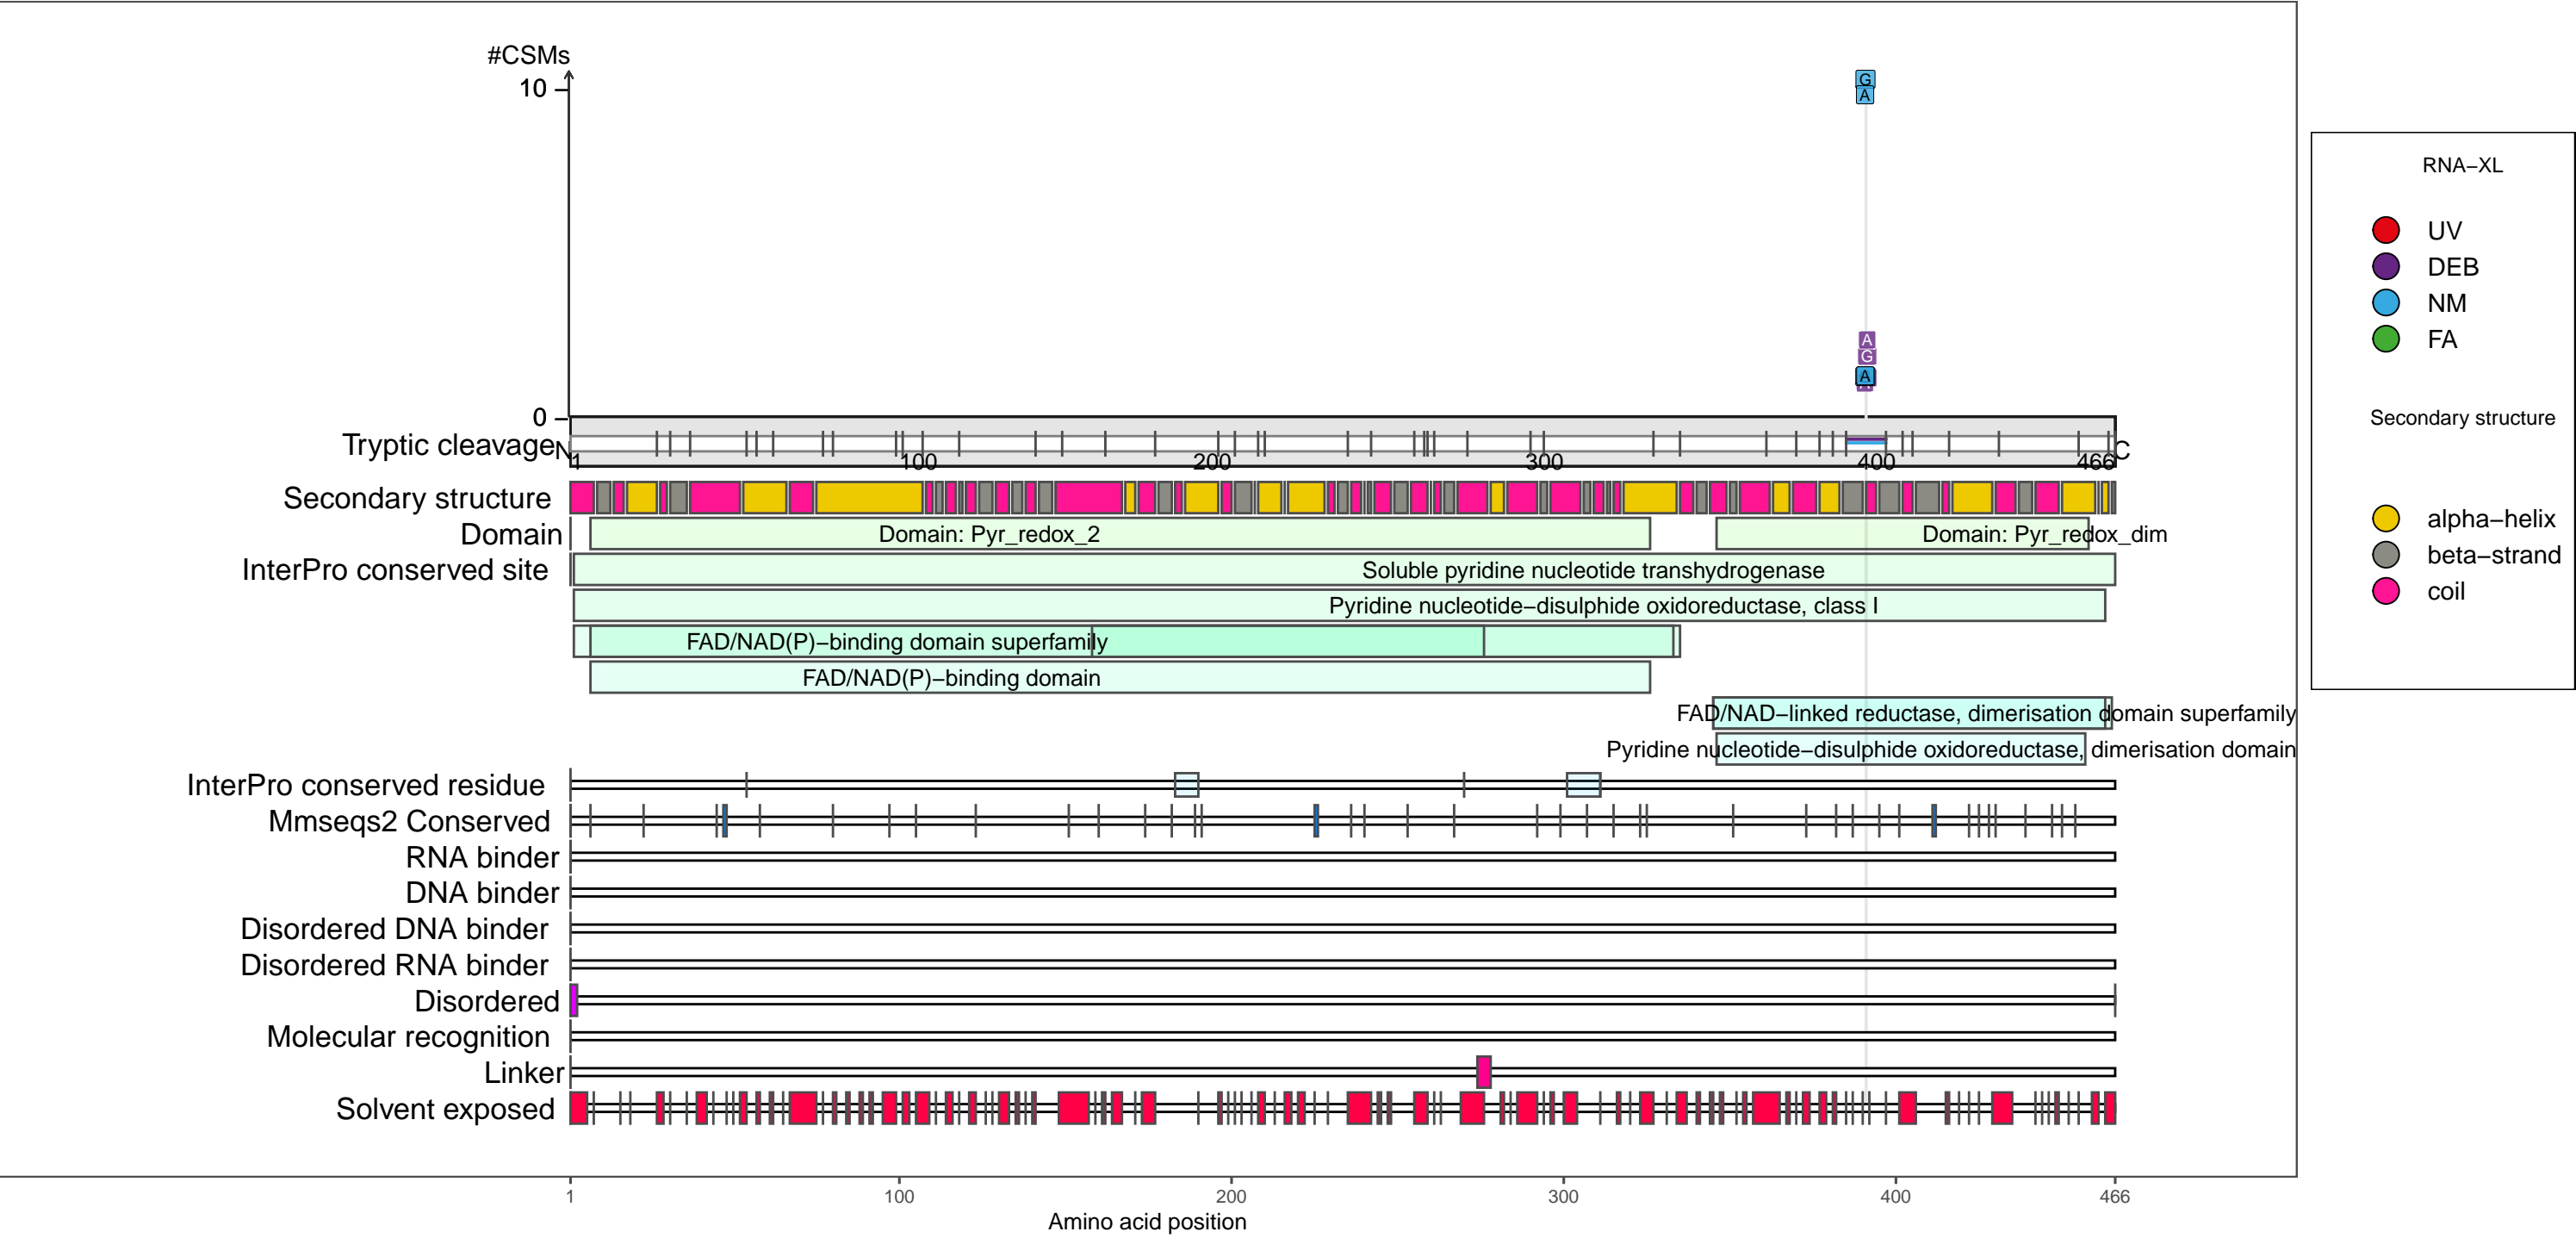 #CSMs
10
G
A
A
G
A
0
Tryptic cleavage
N
1
100
200
300
400
466
C
Secondary structure
Domain
Domain: Pyr_redox_2
Domain: Pyr_redox_dim
InterPro conserved site
Soluble pyridine nucleotide transhydrogenase
Pyridine nucleotide−disulphide oxidoreductase, class I
FAD/NAD(P)−binding domain superfamily
FAD/NAD(P)−binding domain
FAD/NAD−linked reductase, dimerisation domain superfamily
Pyridine nucleotide−disulphide oxidoreductase, dimerisation domain
InterPro conserved residue
Mmseqs2 Conserved
RNA binder
DNA binder
Disordered DNA binder
Disordered RNA binder
Disordered
Molecular recognition
Linker
Solvent exposed
1
100
200
300
400
466
Amino acid position
RNA−XL
UV
DEB
NM
FA
Secondary structure
alpha−helix
beta−strand
coil